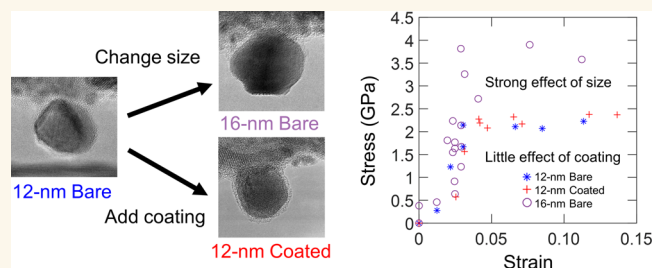 Change size
16-nm Bare
12-nm Bare
Add coating
12-nm Coated
Stress (GPa)
4.5
4
3.5
3
2.5
2
1.5
1
0.5
0
0
0.05
0.1
0.15
Strain
Strong effect of size
Little effect of coating
12-nm Bare
12-nm Coated
16-nm Bare